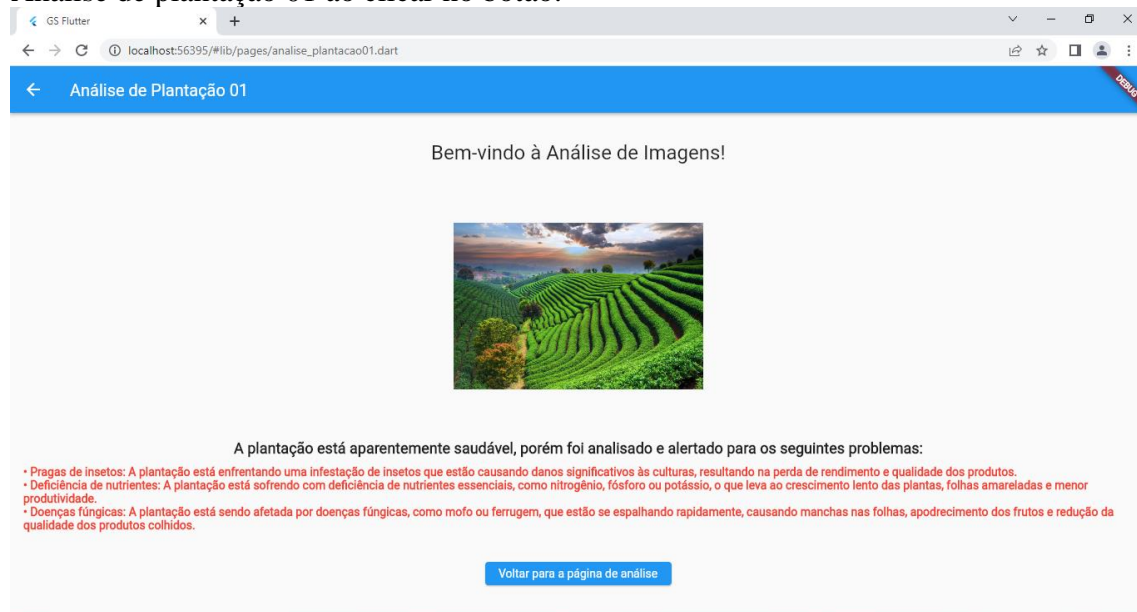 Análise de plantação 01 ao clicar no botão:
GS Flutter
localhost:56395/#lib/pages/analise_plantacao01.dart
Análise de Plantação 01
DEBUG
Bem-vindo à Análise de Imagens!
A plantação está aparentemente saudável, porém foi analisado e alertado para os seguintes problemas:
• Pragas de insetos: A plantação está enfrentando uma infestação de insetos que estão causando danos significativos às culturas, resultando na perda de rendimento e qualidade dos produtos.
• Deficiência de nutrientes: A plantação está sofrendo com deficiência de nutrientes essenciais, como nitrogênio, fósforo ou potássio, o que leva ao crescimento lento das plantas, folhas amareladas e menor
produtividade.
• Doenças fúngicas: A plantação está sendo afetada por doenças fúngicas, como mofo ou ferrugem, que estão se espalhando rapidamente, causando manchas nas folhas, apodrecimento dos frutos e redução da
qualidade dos produtos colhidos.
Voltar para a página de análise